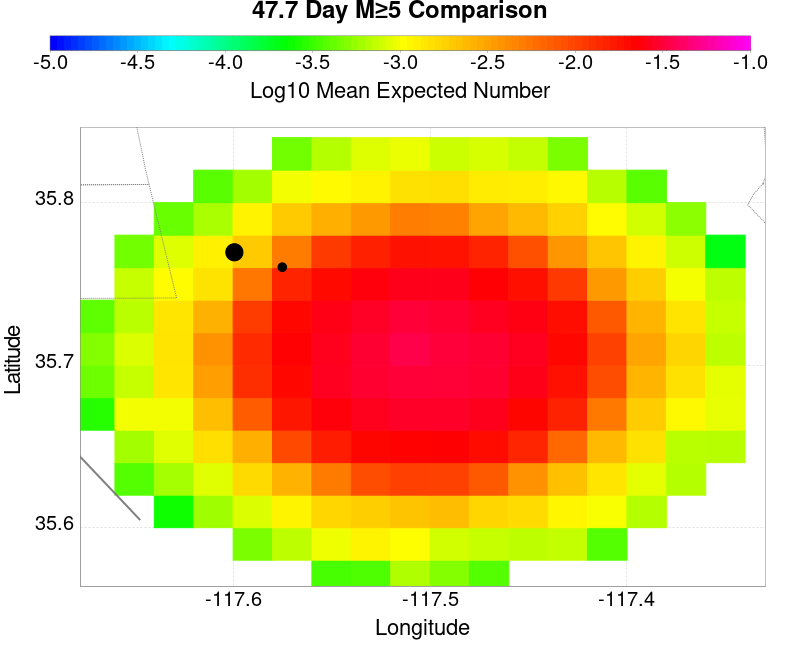 47.7 Day M≥5 Comparison
-5.0 -4.5 -4.0 -3.5 -3.0 -2.5 -2.0 -1.5 -1.0
Log10 Mean Expected Number
35.8
35.7
35.6
Latitude
-117.6 -117.5 -117.4
Longitude